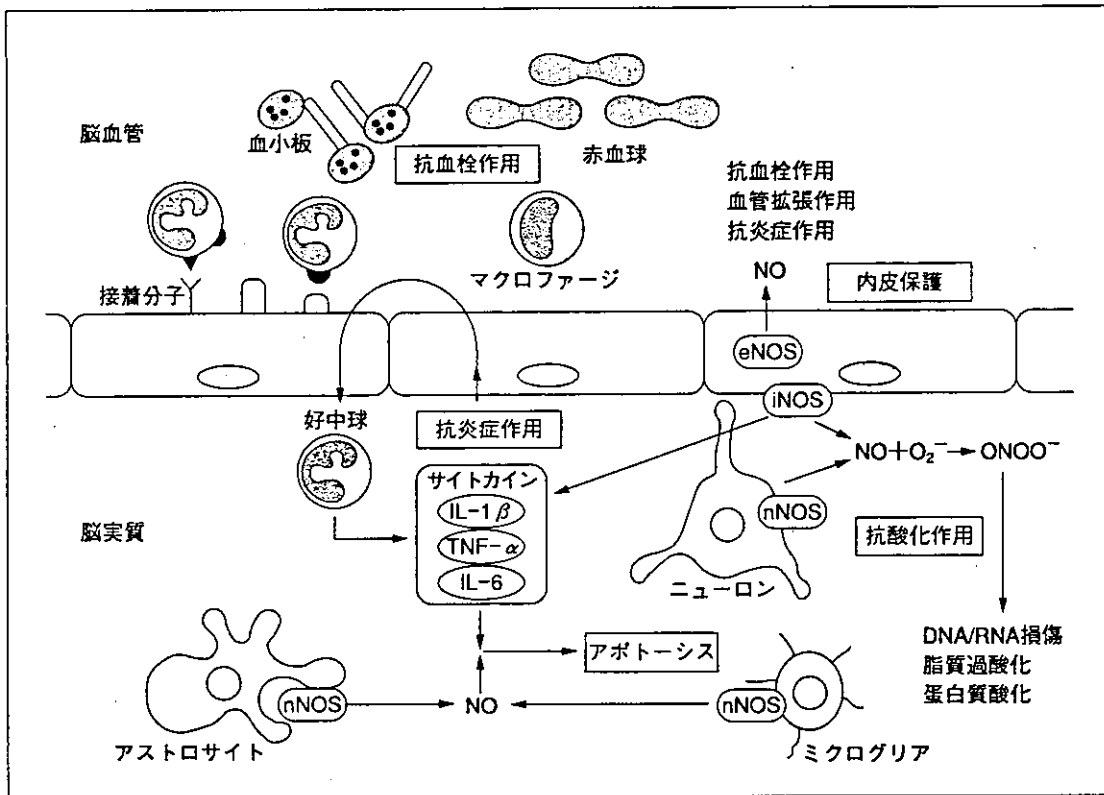 脳血管
血小板
抗血栓作用
赤血球
抗血栓作用
血管拡張作用
抗炎症作用
接着分子
マクロファージ
NO
内皮保護
eNOS
iNOS
好中球
抗炎症作用
NO+O₂⁻→ONOO⁻
サイトカイン
IL-1β
TNF-α
IL-6
nNOS
脳実質
抗酸化作用
ニューロン
DNA/RNA損傷
脂質過酸化
蛋白質酸化
アポトーシス
nNOS
NO
nNOS
アストロサイト
ミクログリア